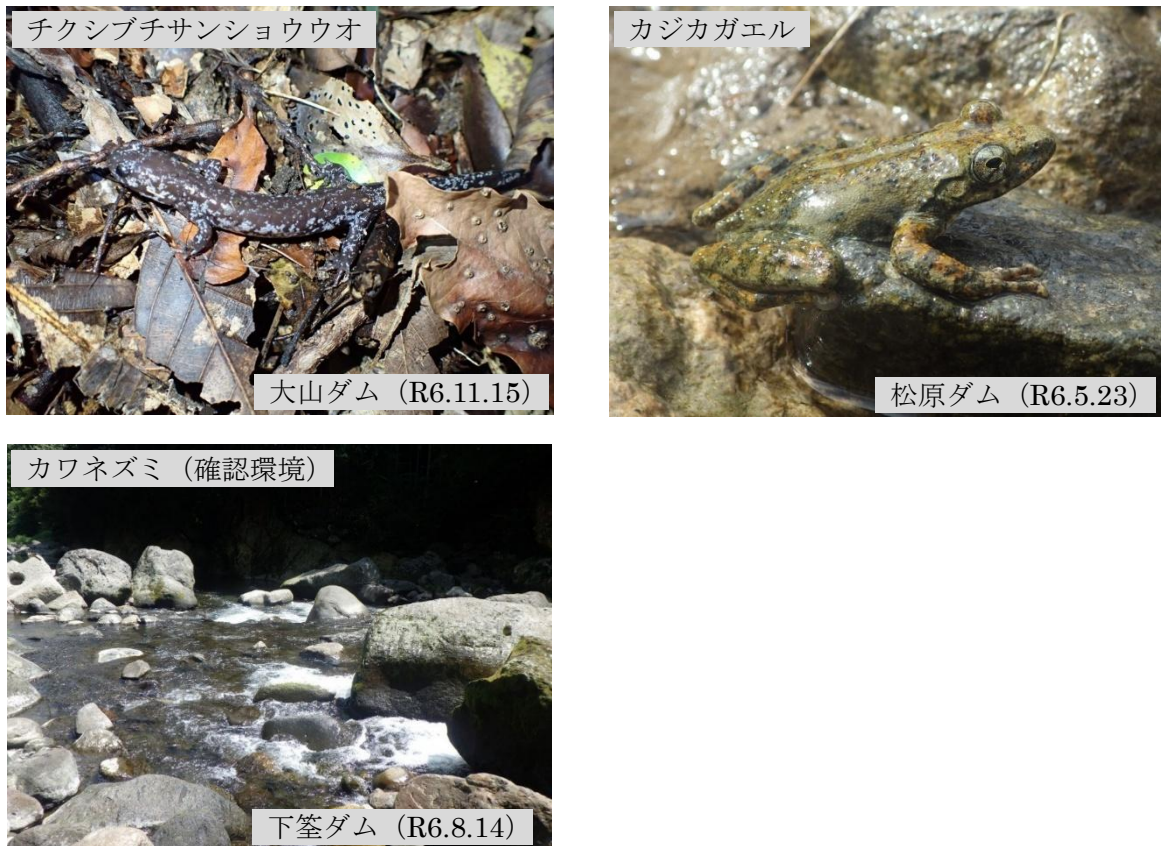 チクシブチサンショウウオ
大山ダム（R6.11.15）
カジカガエル
松原ダム（R6.5.23）
カワネズミ（確認環境）
下筌ダム（R6.8.14）